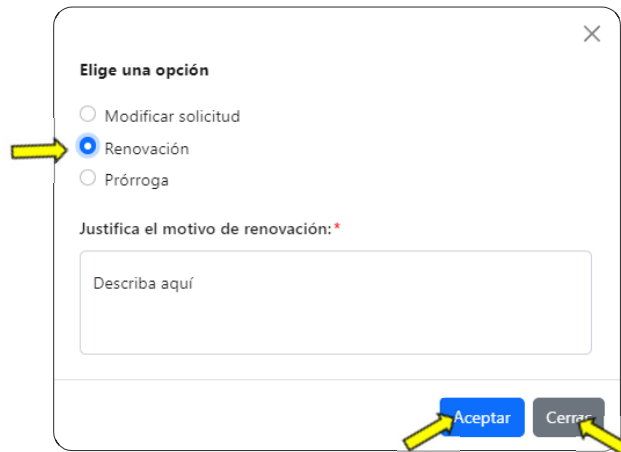 Elige una opción
Modificar solicitud
Renovación
Prórroga
Justifica el motivo de renovación:*
Describa aquí
Aceptar Cerrar